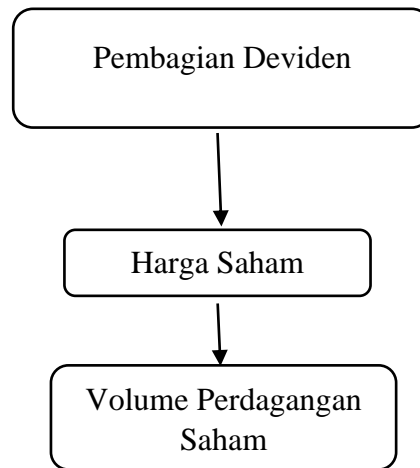 Pembagian Deviden
Harga Saham
Volume Perdagangan
Saham